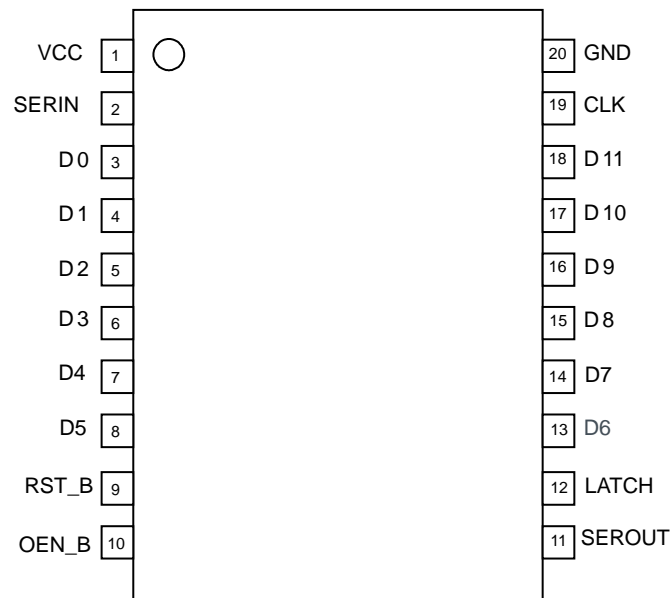 VCC 1 20 GND
SERIN 2 19 CLK
D0 3 18 D11
D1 4 17 D10
D2 5 16 D9
D3 6 15 D8
D4 7 14 D7
D5 8 13 D6
RST_B 9 12 LATCH
OEN_B 10 11 SEROUT